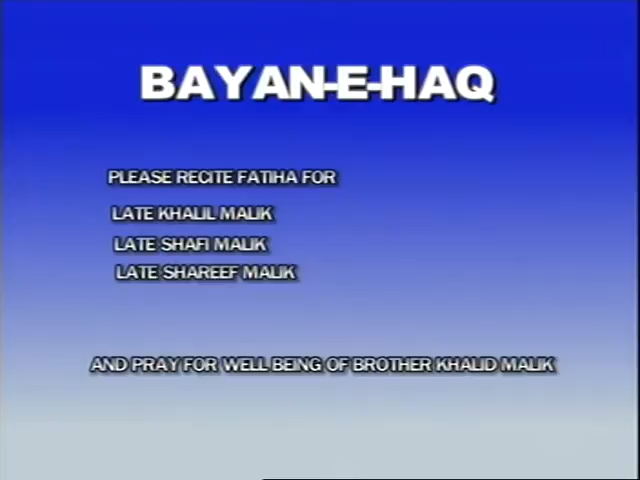 BAYAN-E-HAQ
PLEASE RECITE FATIHA FOR
LATE KHALIL MALIK
LATE SHAFI MALIK
LATE SHAREEF MALIK
AND PRAY FOR WELL BEING OF BROTHER KHALID MALIK